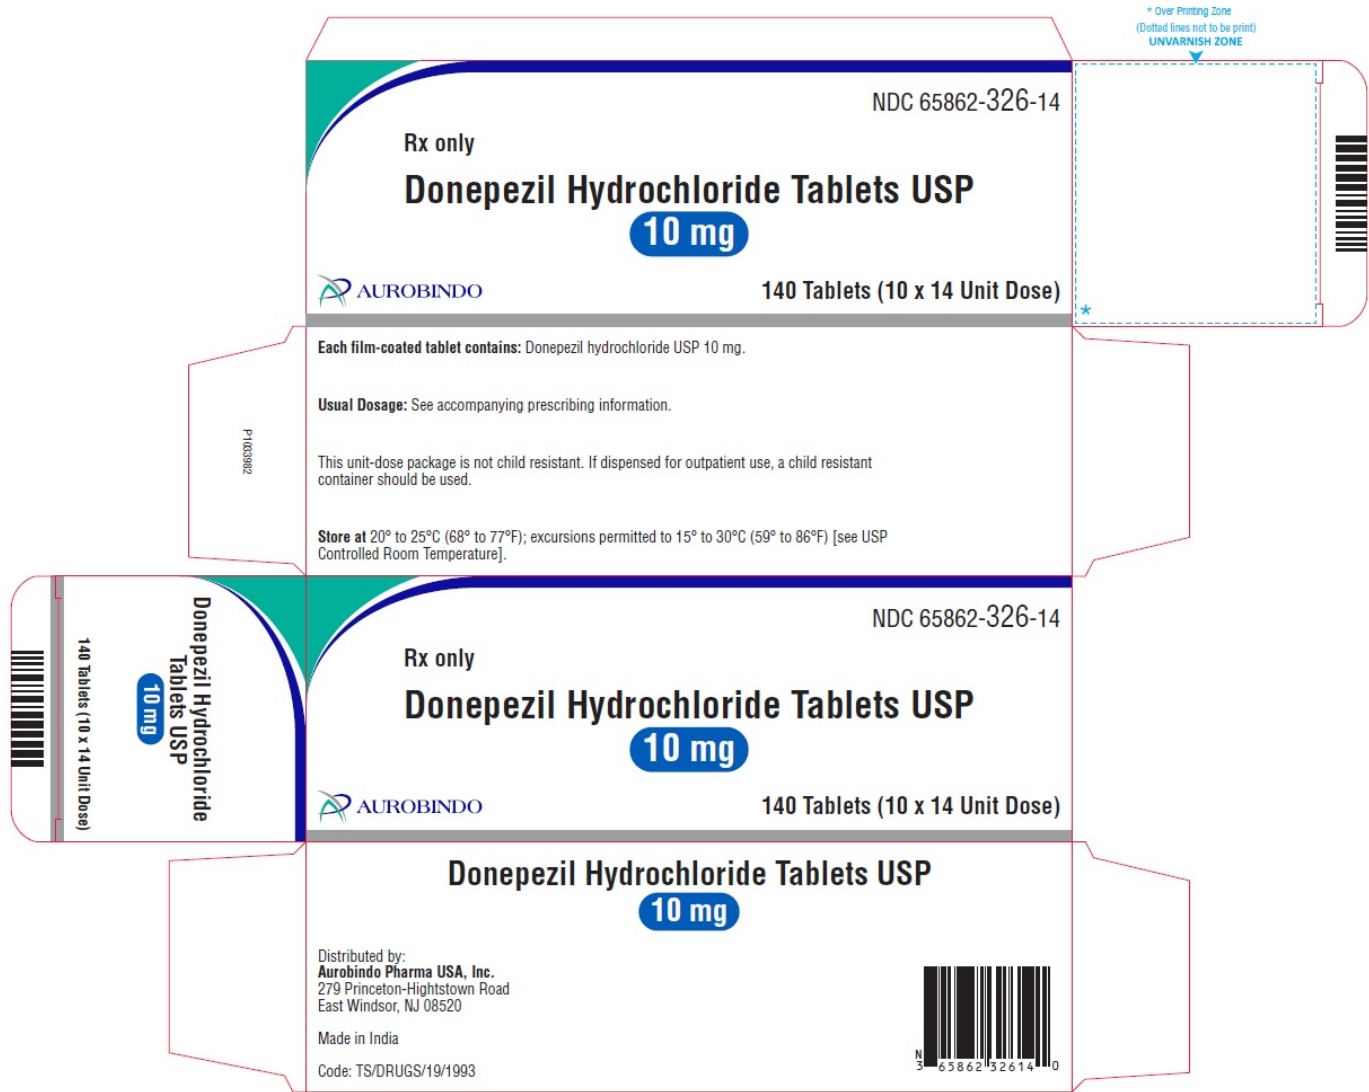 * Over Printing Zone
(Dotted lines not to be print)
UNVARNISH ZONE
NDC 65862-326-14
Rx only
Donepezil Hydrochloride Tablets USP
10 mg
AUROBINDO
140 Tablets (10 x 14 Unit Dose)
*
Each film-coated tablet contains: Donepezil hydrochloride USP 10 mg.
Usual Dosage: See accompanying prescribing information.
This unit-dose package is not child resistant. If dispensed for outpatient use, a child resistant
container should be used.
Store at 20° to 25°C (68° to 77°F); excursions permitted to 15° to 30°C (59° to 86°F) [see USP
Controlled Room Temperature].
P1033982
Donepezil Hydrochloride
Tablets USP
10 mg
140 Tablets (10 x 14 Unit Dose)
NDC 65862-326-14
Rx only
Donepezil Hydrochloride Tablets USP
10 mg
AUROBINDO
140 Tablets (10 x 14 Unit Dose)
Donepezil Hydrochloride Tablets USP
10 mg
Distributed by:
Aurobindo Pharma USA, Inc.
279 Princeton-Hightstown Road
East Windsor, NJ 08520
Made in India
Code: TS/DRUGS/19/1993
N
3 65862 32614 0